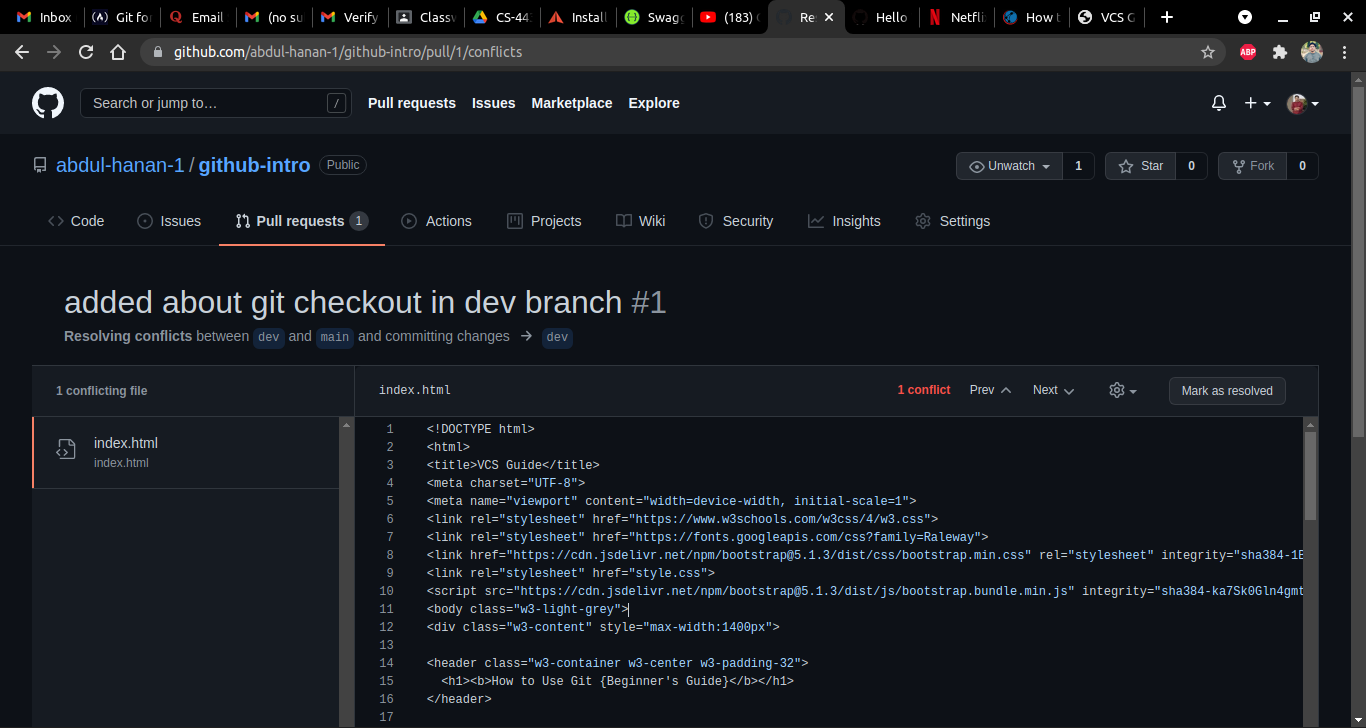 Inbox Git fo Email (no su Verify Classw CS-44 Install Swagg (183) Re Hello Netfli How t VCS G
github.com/abdul-hanan-1/github-intro/pull/1/conflicts ABP
Search or jump to… / Pull requests Issues Marketplace Explore
abdul-hanan-1 / github-intro Public Unwatch 1 Star 0 Fork 0
Code Issues Pull requests 1 Actions Projects Wiki Security Insights Settings
added about git checkout in dev branch #1
Resolving conflicts between dev and main and committing changes → dev
1 conflicting file index.html 1 conflict Prev Next Mark as resolved
index.html
index.html
1 <!DOCTYPE html>
2 <html>
3 <title>VCS Guide</title>
4 <meta charset="UTF-8">
5 <meta name="viewport" content="width=device-width, initial-scale=1">
6 <link rel="stylesheet" href="https://www.w3schools.com/w3css/4/w3.css">
7 <link rel="stylesheet" href="https://fonts.googleapis.com/css?family=Raleway">
8 <link href="https://cdn.jsdelivr.net/npm/bootstrap@5.1.3/dist/css/bootstrap.min.css" rel="stylesheet" integrity="sha384-1E
9 <link rel="stylesheet" href="style.css">
10 <script src="https://cdn.jsdelivr.net/npm/bootstrap@5.1.3/dist/js/bootstrap.bundle.min.js" integrity="sha384-ka7Sk0Gln4gmt
11 <body class="w3-light-grey">
12 <div class="w3-content" style="max-width:1400px">
13
14 <header class="w3-container w3-center w3-padding-32">
15 <h1><b>How to Use Git {Beginner's Guide}</b></h1>
16 </header>
17